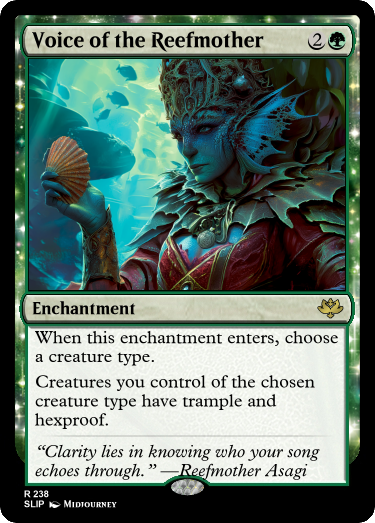 Voice of the Reefmother 2
Enchantment
When this enchantment enters, choose
a creature type.
Creatures you control of the chosen
creature type have trample and
hexproof.
“Clarity lies in knowing who your song
echoes through.” —Reefmother Asagi
R 238
SLIP Midjourney